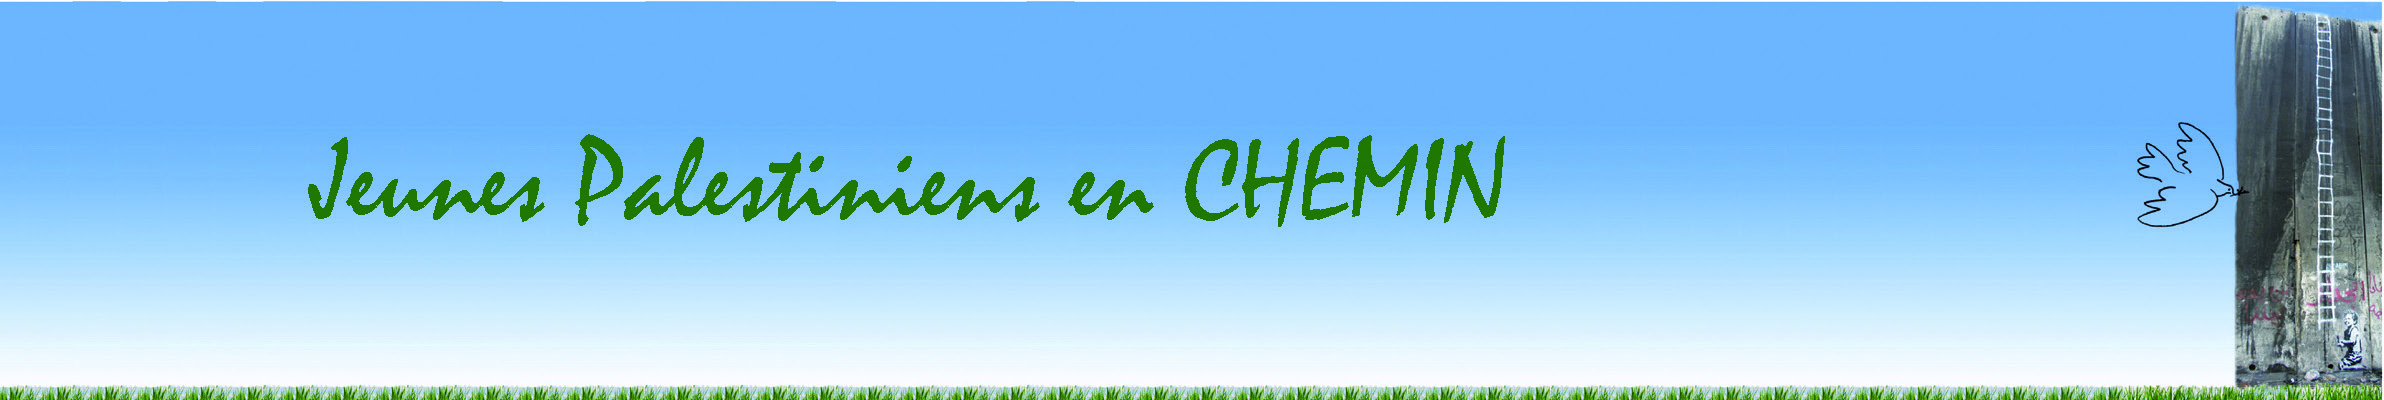 Jeunes Palestiniens en CHEMIN